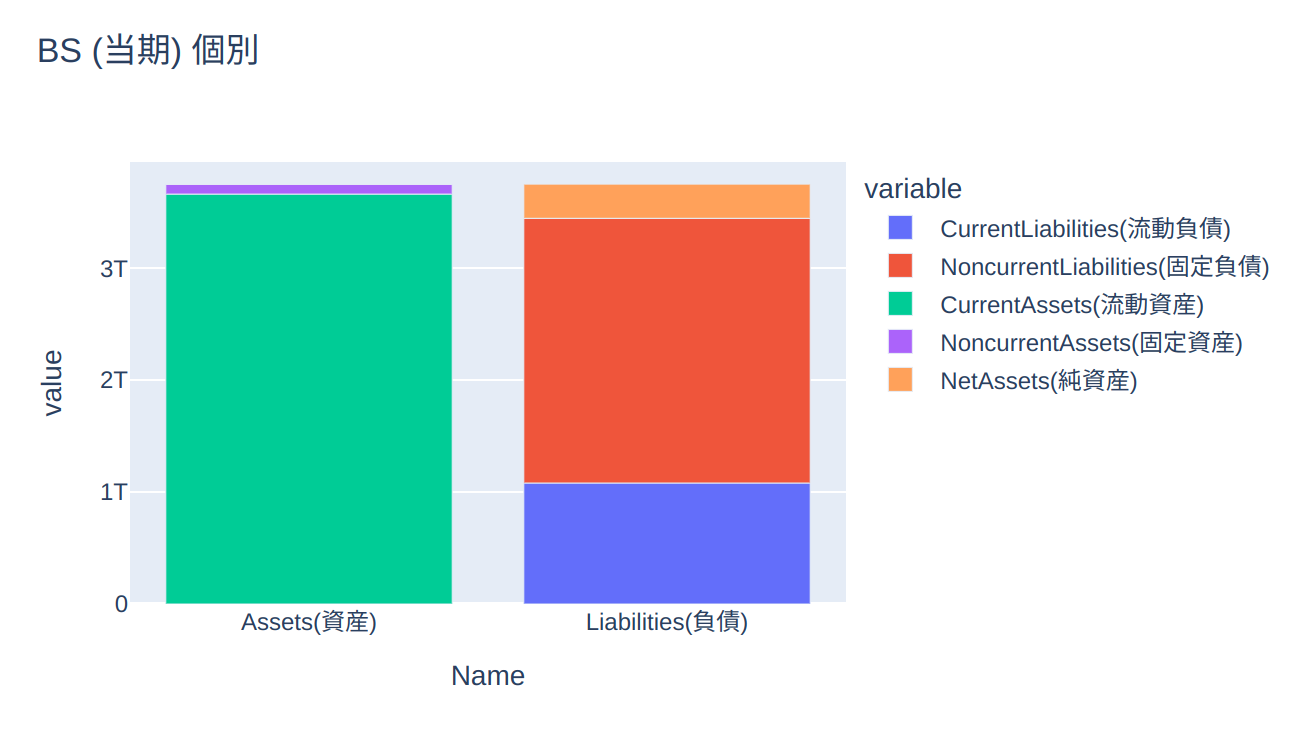 BS (当期) 個別
value
3T
2T
1T
0
Assets(資産)
Liabilities(負債)
Name
variable
CurrentLiabilities(流動負債)
NoncurrentLiabilities(固定負債)
CurrentAssets(流動資産)
NoncurrentAssets(固定資産)
NetAssets(純資産)